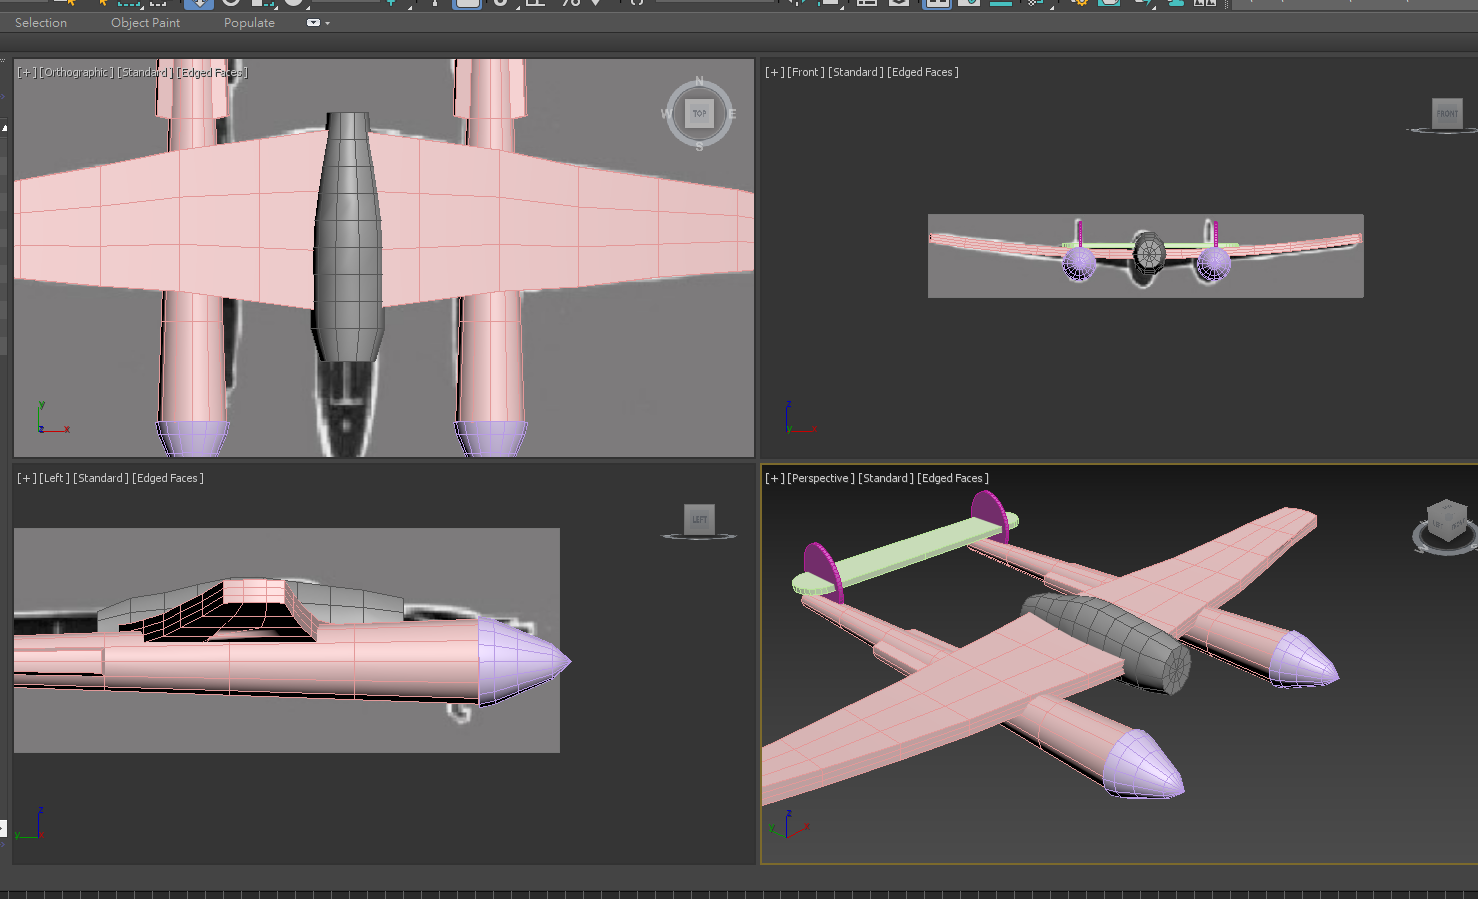 Selection Object Paint Populate
[+] [Orthographic] [Standard] [Edged Faces]
N
W TOP E
S
y
z x
[+] [Front] [Standard] [Edged Faces]
FRONT
z
y x
[+] [Left] [Standard] [Edged Faces]
LEFT
z
y
[+] [Perspective] [Standard] [Edged Faces]
z
y x